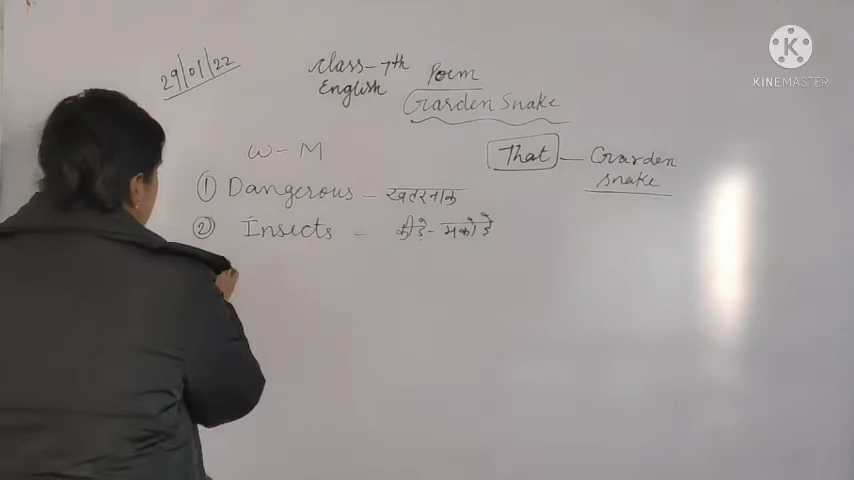 29/01/22
Class-7th
English
Poem
Garden Snake
W-M
That - Garden
snake
① Dangerous - खतरनाक
② Insects - कीड़े-मकोड़े
KINEMASTER